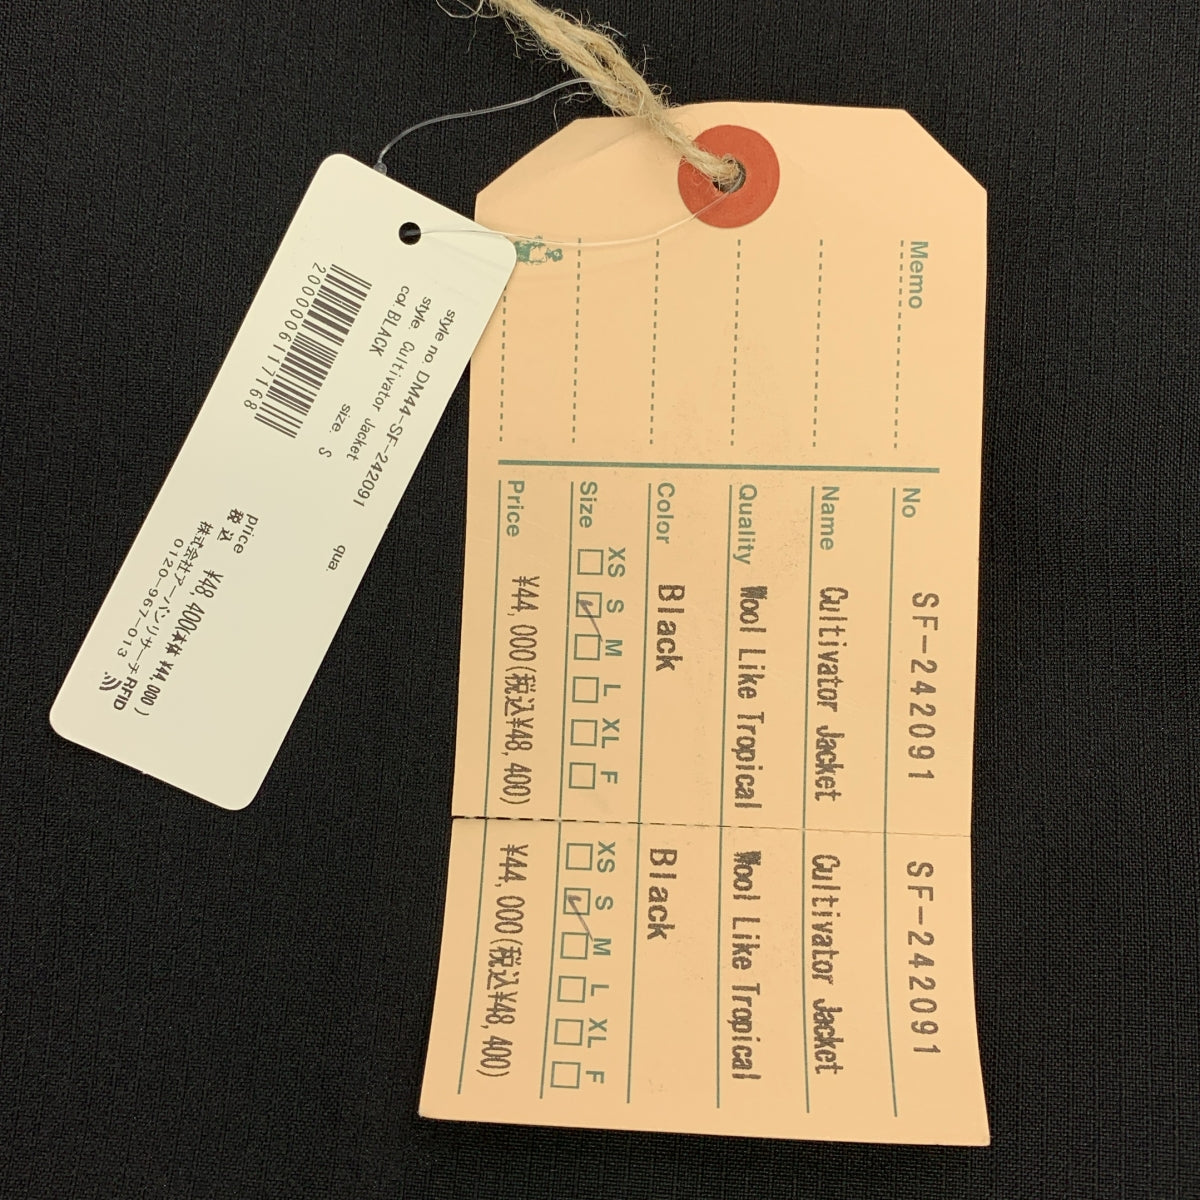 style no. DM44-SF-242091
style. Cultivator Jacket
col.BLACK size. S qua.
2000006117168
price ¥48,400(本体 ¥44,000 )
税込
株式会社アーバンリサーチ RFID
0120-967-013
Memo
No SF-242091
Name Cultivator Jacket
Quality Wool Like Tropical
Color Black
Size XS S M L XL F
Price ¥44,000(税込¥48,400)
SF-242091
Cultivator Jacket
Wool Like Tropical
Black
XS S M L XL F
¥44,000(税込¥48,400)